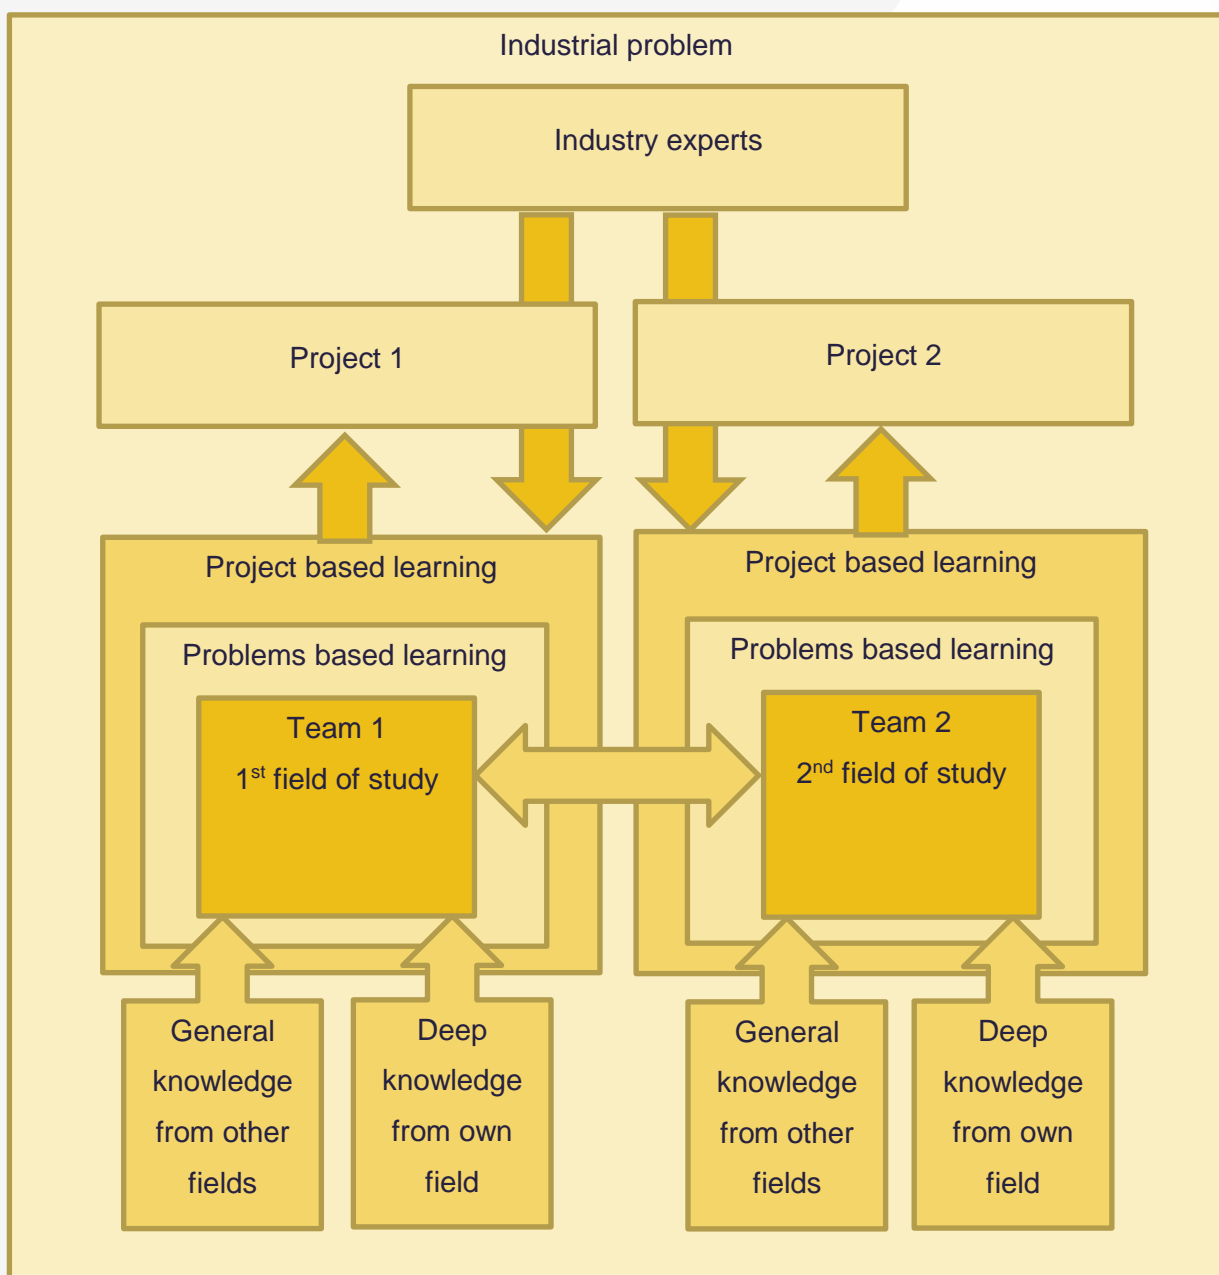 Industrial problem
Industry experts
Project 1
Project 2
Project based learning
Problems based learning
Team 1
1st field of study
Project based learning
Problems based learning
Team 2
2nd field of study
General
knowledge
from other
fields
Deep
knowledge
from own
field
General
knowledge
from other
fields
Deep
knowledge
from own
field